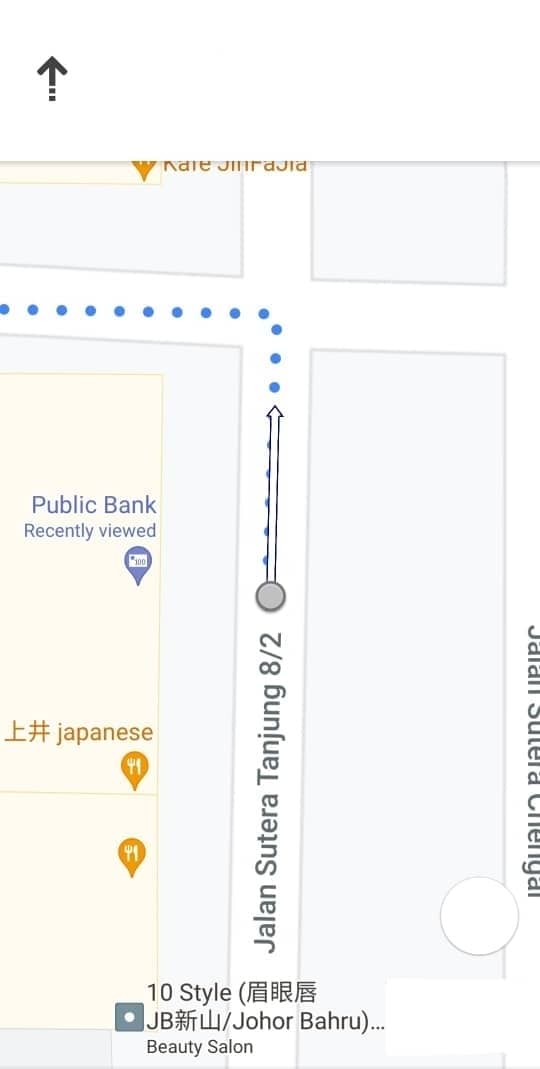 Kafe JinFaJia
Public Bank
Recently viewed
上井 japanese
Jalan Sutera Tanjung 8/2
Jalan Sutera Chengal
10 Style (眉眼唇
JB新山/Johor Bahru)...
Beauty Salon